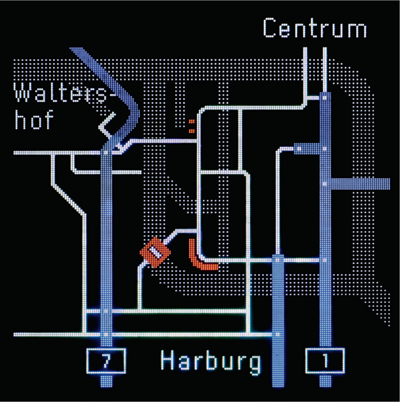 Centrum
Walters-
hof
7
Harburg
1